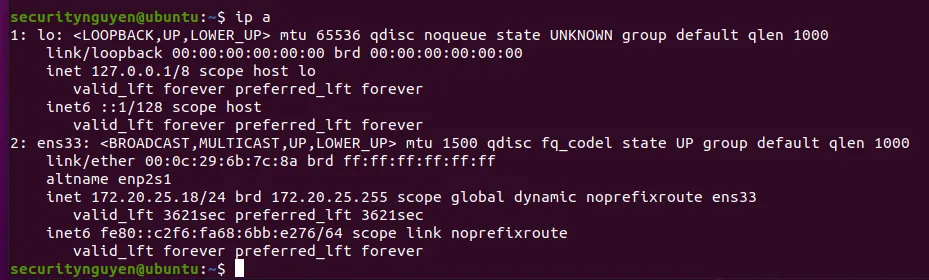 securitynguyen@ubuntu:~$ ip a
1: lo: <LOOPBACK,UP,LOWER_UP> mtu 65536 qdisc noqueue state UNKNOWN group default qlen 1000
    link/loopback 00:00:00:00:00:00 brd 00:00:00:00:00:00
    inet 127.0.0.1/8 scope host lo
       valid_lft forever preferred_lft forever
    inet6 ::1/128 scope host
       valid_lft forever preferred_lft forever
2: ens33: <BROADCAST,MULTICAST,UP,LOWER_UP> mtu 1500 qdisc fq_codel state UP group default qlen 1000
    link/ether 00:0c:29:6b:7c:8a brd ff:ff:ff:ff:ff:ff
    altname enp2s1
    inet 172.20.25.18/24 brd 172.20.25.255 scope global dynamic noprefixroute ens33
       valid_lft 3621sec preferred_lft 3621sec
    inet6 fe80::c2f6:fa68:6bb:e276/64 scope link noprefixroute
       valid_lft forever preferred_lft forever
securitynguyen@ubuntu:~$